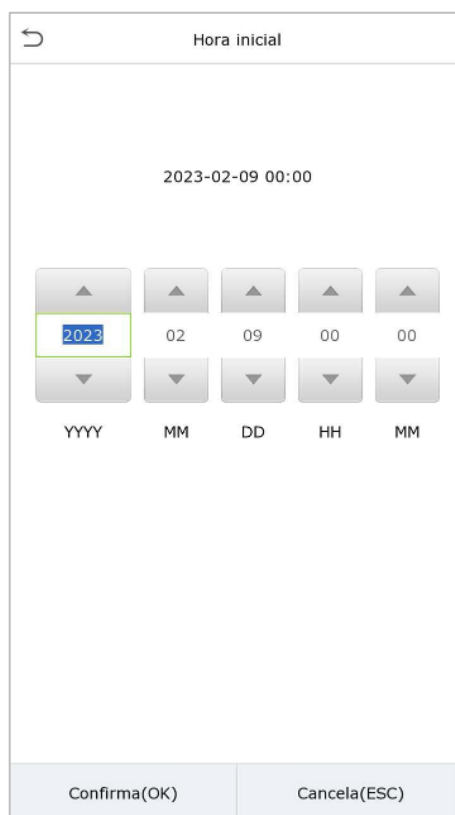 Hora inicial
2023-02-09 00:00
2023 02 09 00 00
YYYY MM DD HH MM
Confirma(OK) Cancela(ESC)